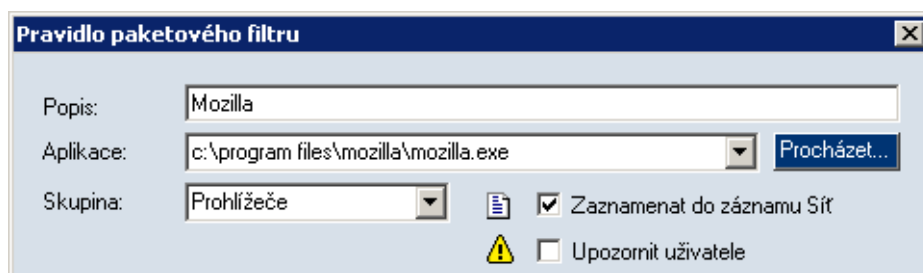 Pravidlo paketového filtru
Popis: Mozilla
Aplikace: c:\program files\mozilla\mozilla.exe Procházet...
Skupina: Prohlížeče Zaznamenat do záznamu Síť
Upozornit uživatele